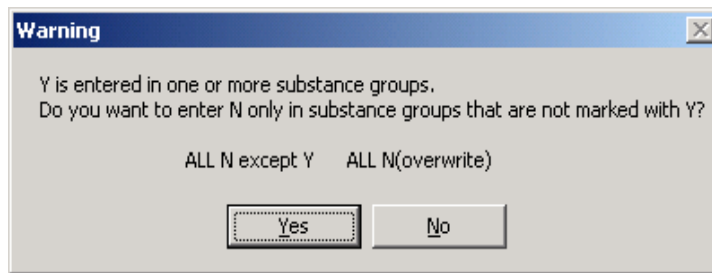 Warning
Y is entered in one or more substance groups.
Do you want to enter N only in substance groups that are not marked with Y?
ALL N except Y ALL N(overwrite)
Yes No